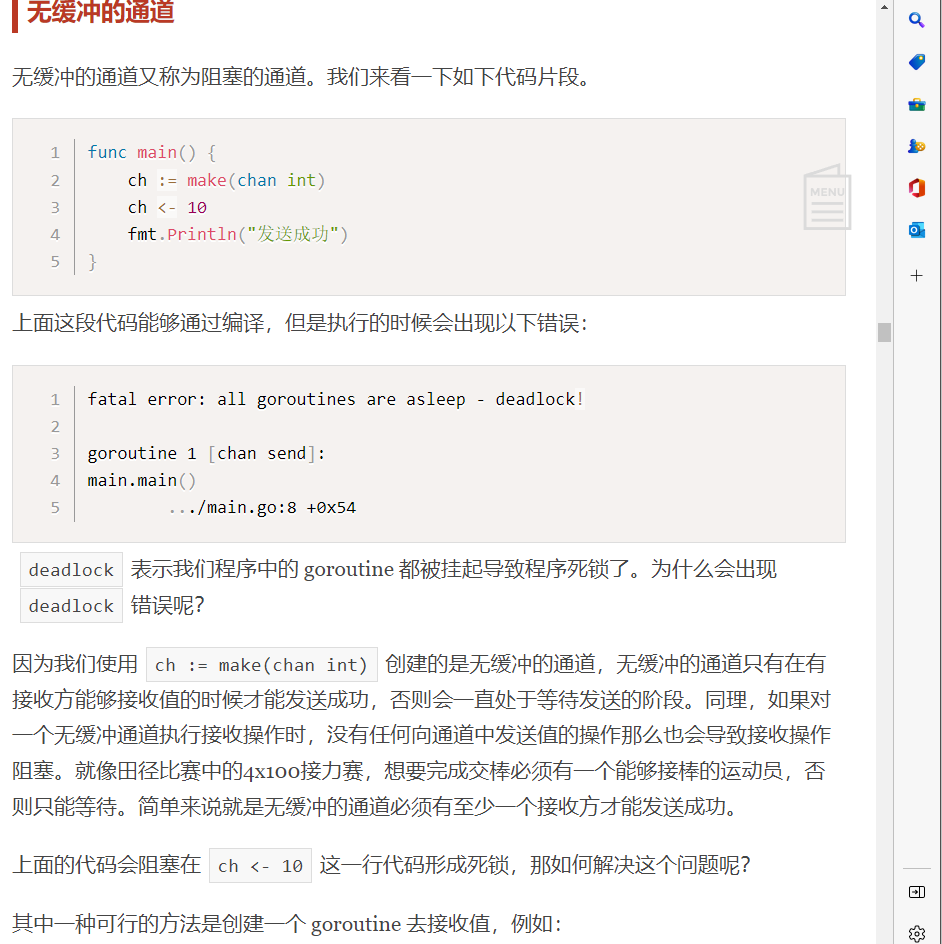 无缓冲的通道
无缓冲的通道又称为阻塞的通道。我们来看一下如下代码片段。
1 func main() {
2     ch := make(chan int)
3     ch <- 10
4     fmt.Println("发送成功")
5 }
MENU
上面这段代码能够通过编译，但是执行的时候会出现以下错误：
1 fatal error: all goroutines are asleep - deadlock!
2
3 goroutine 1 [chan send]:
4 main.main()
5         .../main.go:8 +0x54
deadlock 表示我们程序中的 goroutine 都被挂起导致程序死锁了。为什么会出现
deadlock 错误呢？
因为我们使用 ch := make(chan int) 创建的是无缓冲的通道，无缓冲的通道只有在有
接收方能够接收值的时候才能发送成功，否则会一直处于等待发送的阶段。同理，如果对
一个无缓冲通道执行接收操作时，没有任何向通道中发送值的操作那么也会导致接收操作
阻塞。就像田径比赛中的4x100接力赛，想要完成交棒必须有一个能够接棒的运动员，否
则只能等待。简单来说就是无缓冲的通道必须有至少一个接收方才能发送成功。
上面的代码会阻塞在 ch <- 10 这一行代码形成死锁，那如何解决这个问题呢？
其中一种可行的方法是创建一个 goroutine 去接收值，例如：